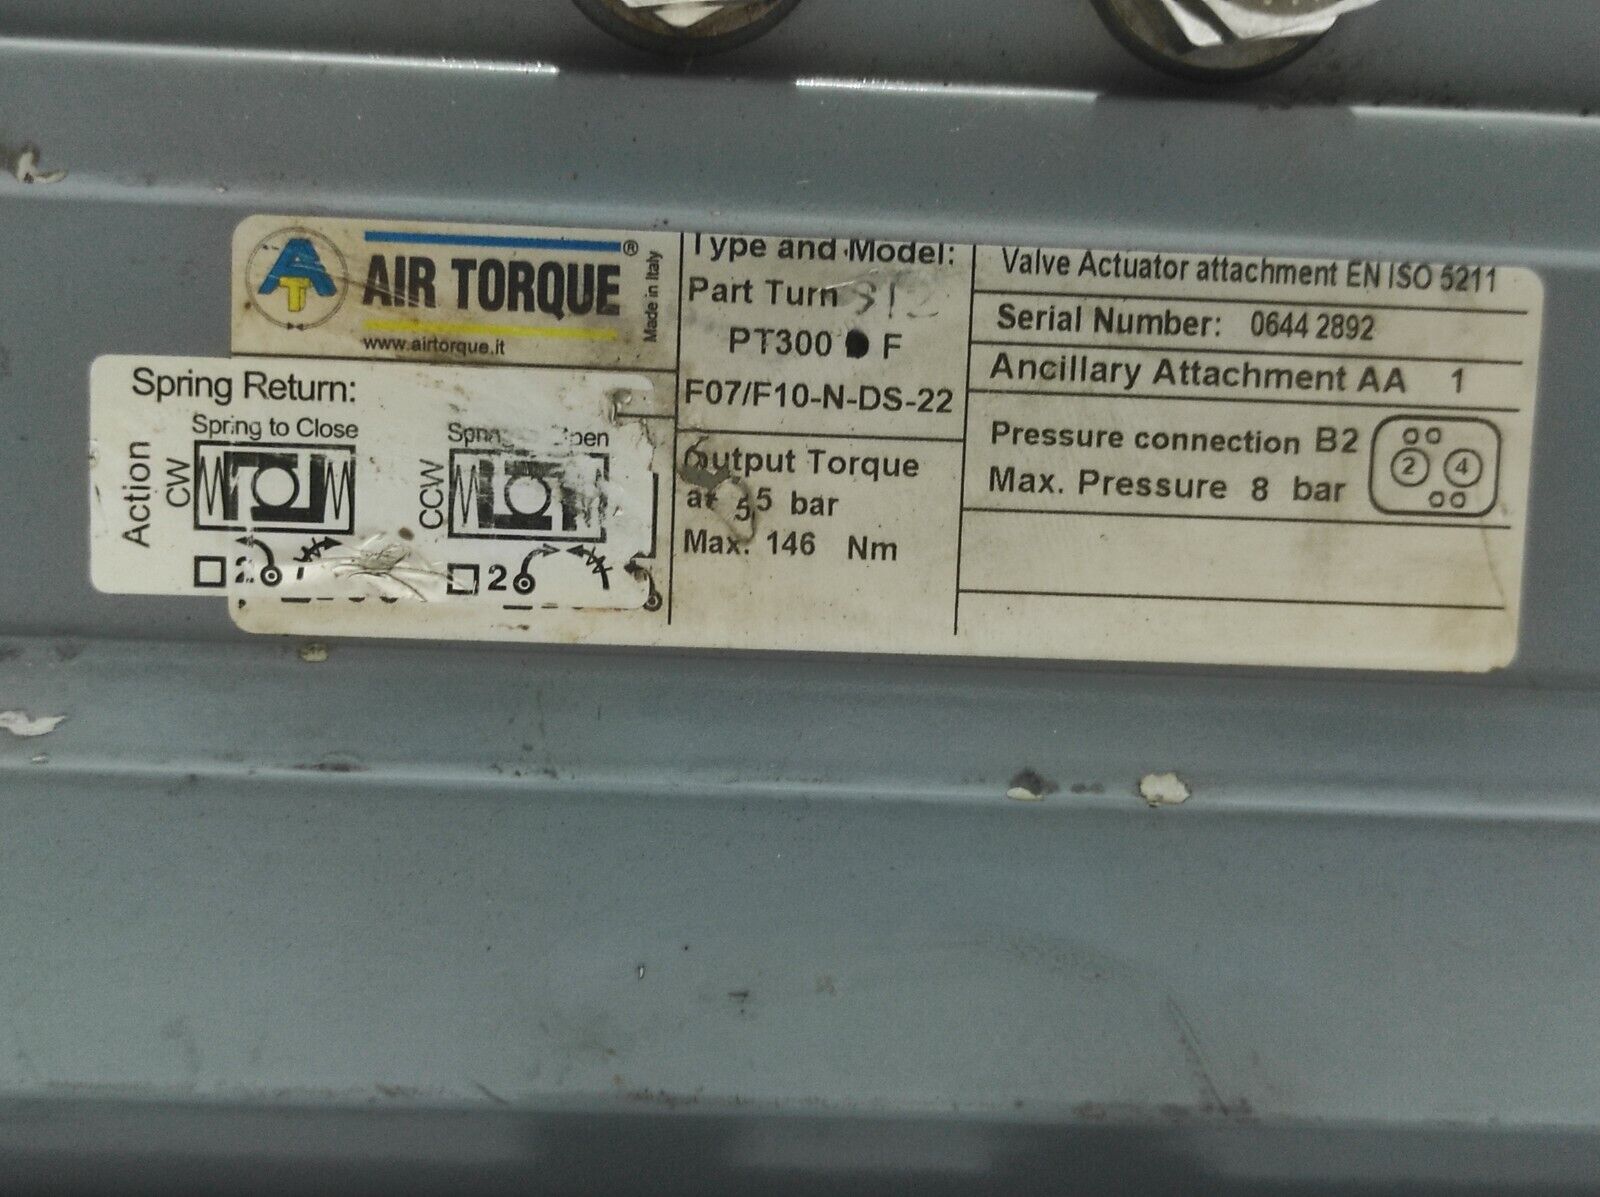 AT
AIR TORQUE ®
www.airtorque.it
Made in Italy
Spring Return:
Spring to Close
Action
CW
CCW
2
2
Type and Model:
Part Turn
PT300 F
F07/F10-N-DS-22
Output Torque
at 5 bar
Max. 146 Nm
Valve Actuator attachment EN ISO 5211
Serial Number: 0644 2892
Ancillary Attachment AA 1
Pressure connection B2
Max. Pressure 8 bar
2 4